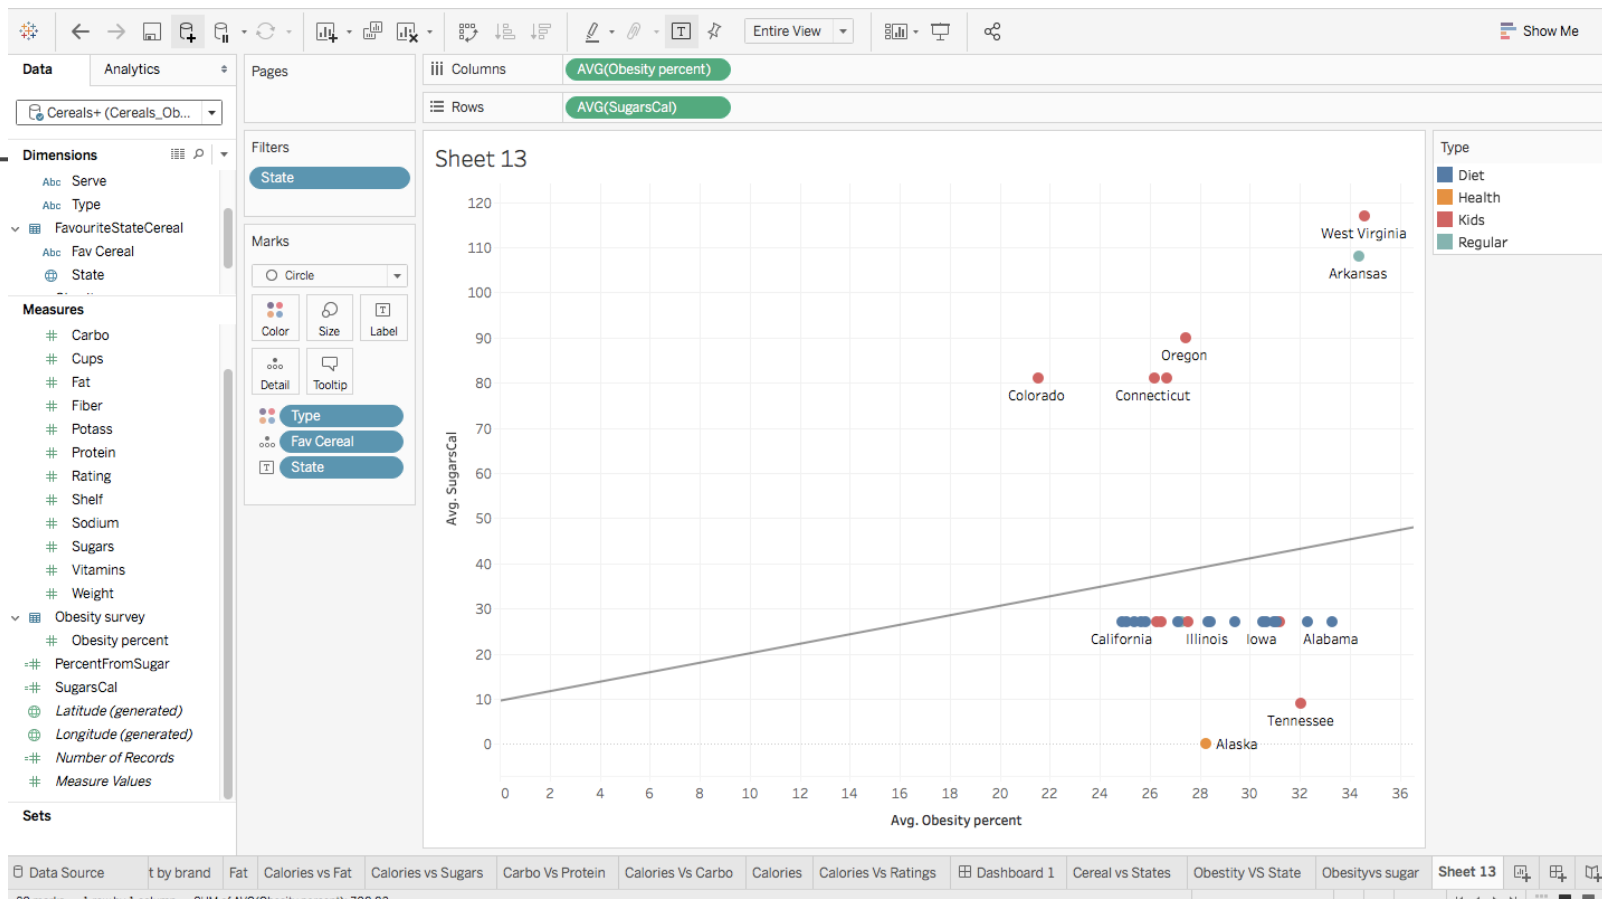 Entire View
Show Me
Data
Analytics
Cereals+ (Cereals_Ob...
Dimensions
Abc Serve
Abc Type
FavouriteStateCereal
Abc Fav Cereal
State
Measures
# Carbo
# Cups
# Fat
# Fiber
# Potass
# Protein
# Rating
# Shelf
# Sodium
# Sugars
# Vitamins
# Weight
Obesity survey
# Obesity percent
=# PercentFromSugar
=# SugarsCal
Latitude (generated)
Longitude (generated)
=# Number of Records
# Measure Values
Sets
Pages
Filters
State
Marks
Circle
Color
Size
T
Label
Detail
Tooltip
Type
Fav Cereal
T State
Columns
AVG(Obesity percent)
Rows
AVG(SugarsCal)
Sheet 13
120
110
100
90
80
70
60
50
40
30
20
10
0
Avg. SugarsCal
West Virginia
Arkansas
Oregon
Colorado
Connecticut
California
Illinois
Iowa
Alabama
Tennessee
Alaska
0 2 4 6 8 10 12 14 16 18 20 22 24 26 28 30 32 34 36
Avg. Obesity percent
Type
Diet
Health
Kids
Regular
Data Source
t by brand
Fat
Calories vs Fat
Calories vs Sugars
Carbo Vs Protein
Calories Vs Carbo
Calories
Calories Vs Ratings
Dashboard 1
Cereal vs States
Obestity VS State
Obesityvs sugar
Sheet 13